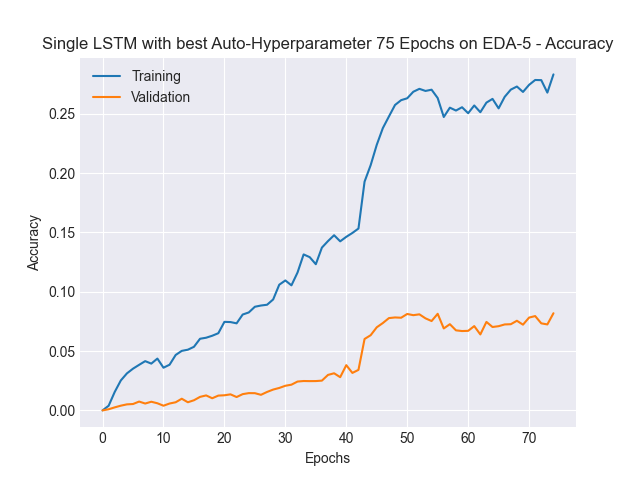 Single LSTM with best Auto-Hyperparameter 75 Epochs on EDA-5 - Accuracy
Training
Validation
0.25
0.20
0.15
0.10
0.05
0.00
Accuracy
0 10 20 30 40 50 60 70
Epochs